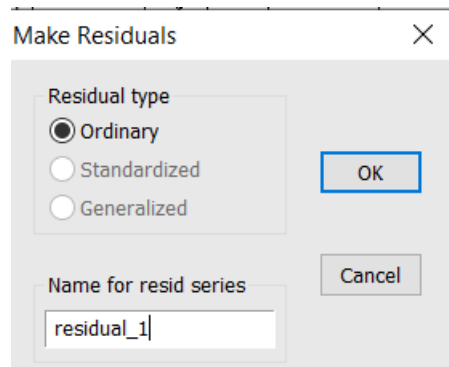 Make Residuals
Residual type
Ordinary
Standardized
Generalized
OK
Cancel
Name for resid series
residual_1